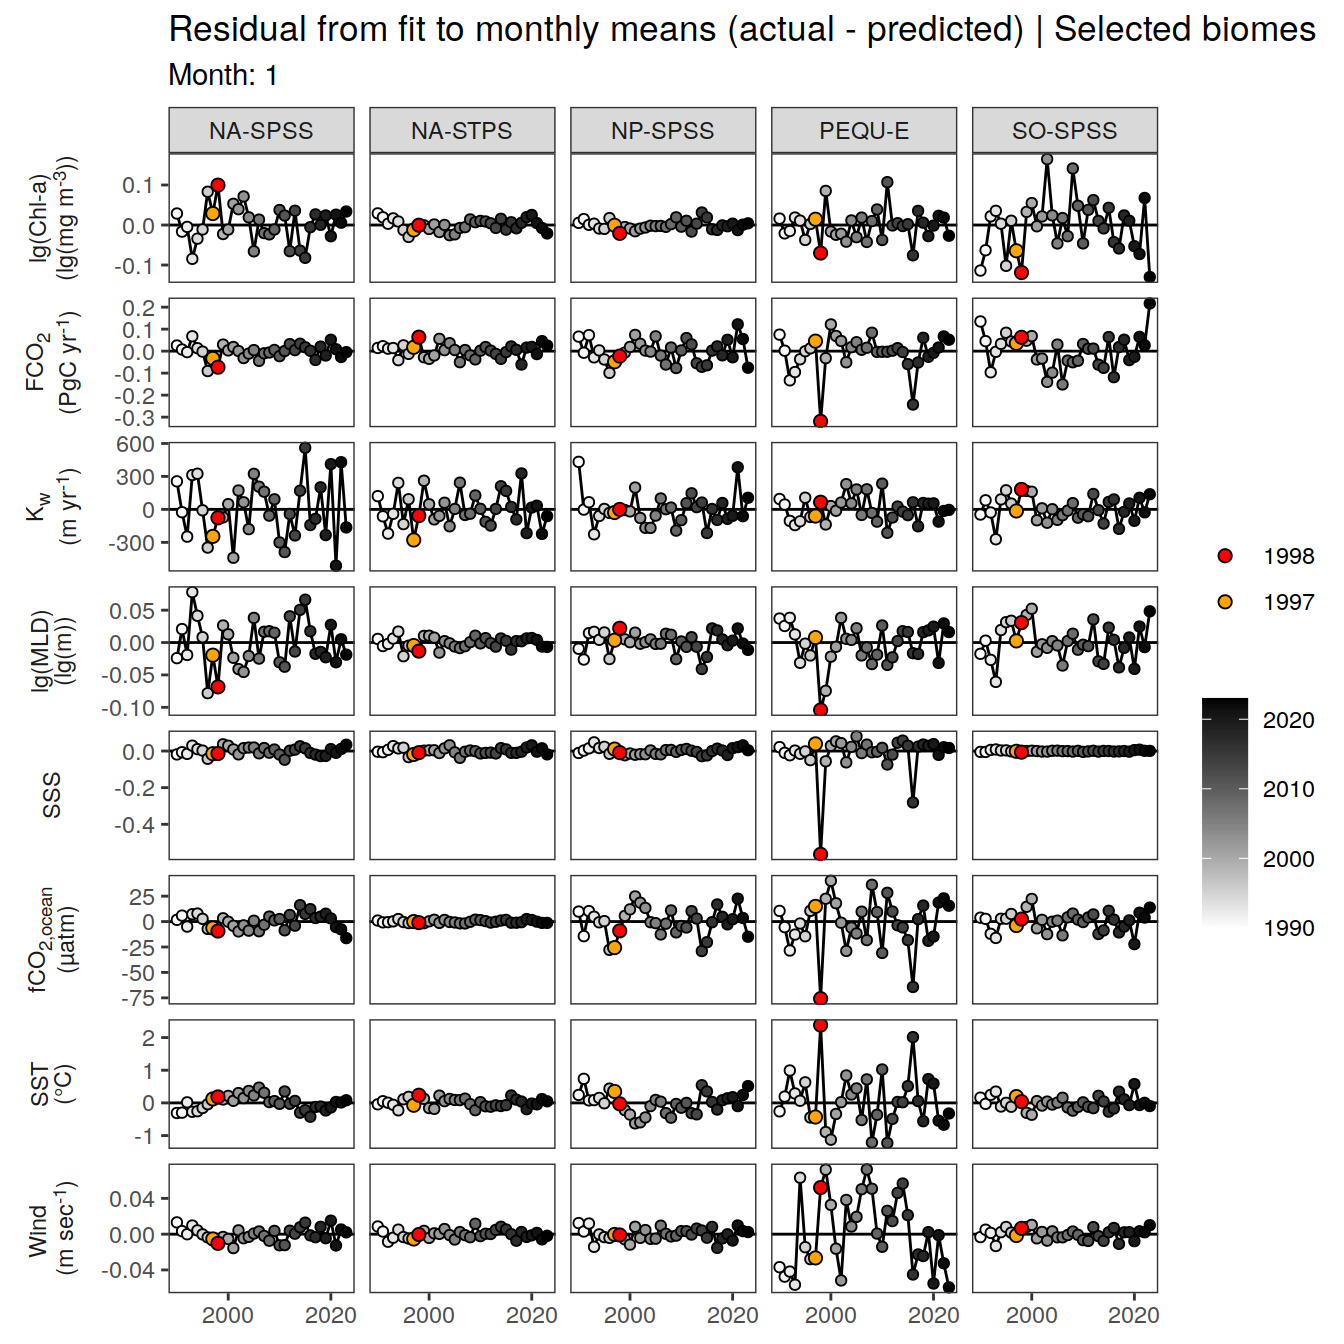 Residual from fit to monthly means (actual - predicted) | Selected biomes
Month: 1
NA-SPSS NA-STPS NP-SPSS PEQU-E SO-SPSS
lg(Chl-a)
(lg(mg m⁻³))
0.1
0.0
-0.1
FCO₂
(PgC yr⁻¹)
0.2
0.1
0.0
-0.1
-0.2
-0.3
K_w
(m yr⁻¹)
600
300
0
-300
lg(MLD)
(lg(m))
0.05
0.00
-0.05
-0.10
SSS
0.0
-0.2
-0.4
fCO₂,ocean
(µatm)
25
0
-25
-50
-75
SST
(°C)
2
1
0
-1
Wind
(m sec⁻¹)
0.04
0.00
-0.04
2000 2020 2000 2020 2000 2020 2000 2020 2000 2020
1998
1997
2020
2010
2000
1990